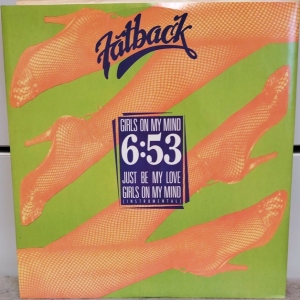 Fatback
GIRLS ON MY MIND
6:53
JUST BE MY LOVE
GIRLS ON MY MIND
(INSTRUMENTAL)